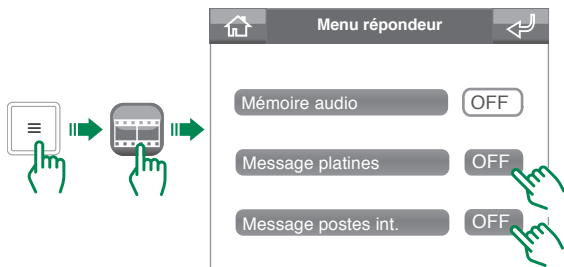 Menu répondeur
Mémoire audio OFF
Message platines OFF
Message postes int. OFF